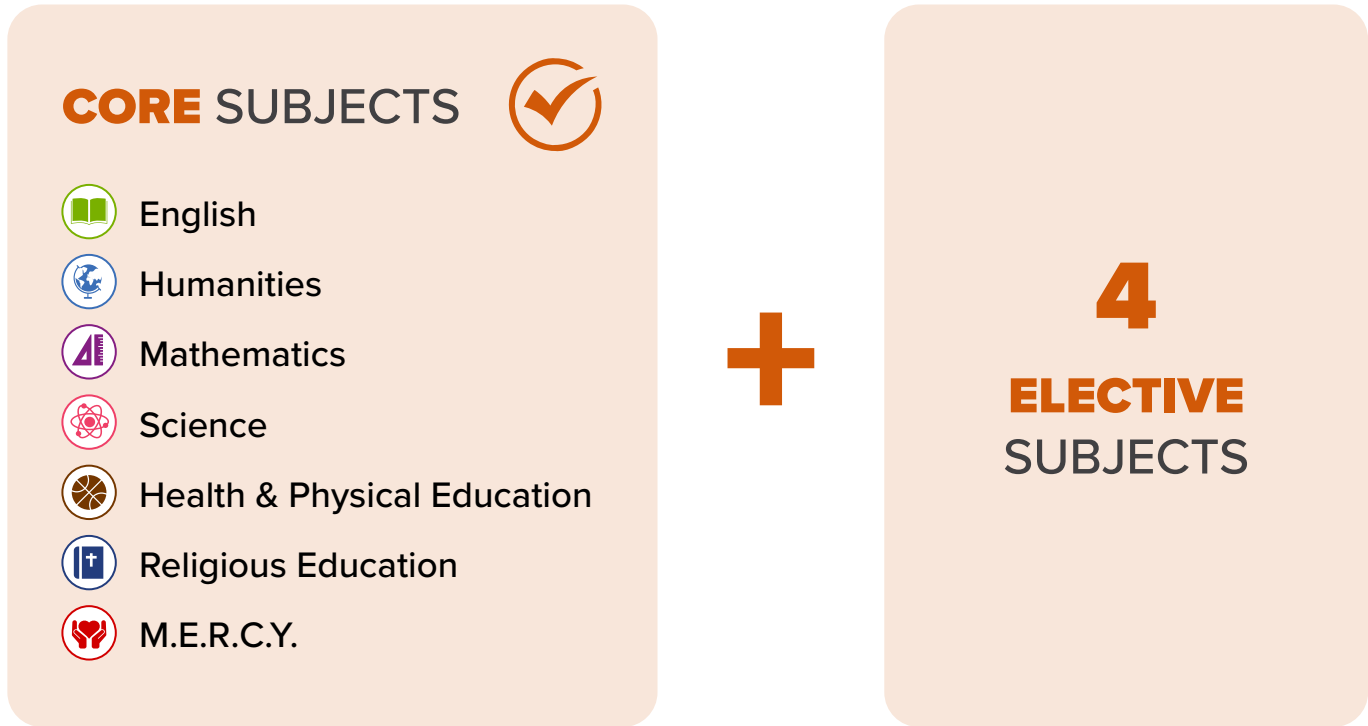 CORE SUBJECTS
English
Humanities
Mathematics
Science
Health & Physical Education
Religious Education
M.E.R.C.Y.
+
4
ELECTIVE
SUBJECTS